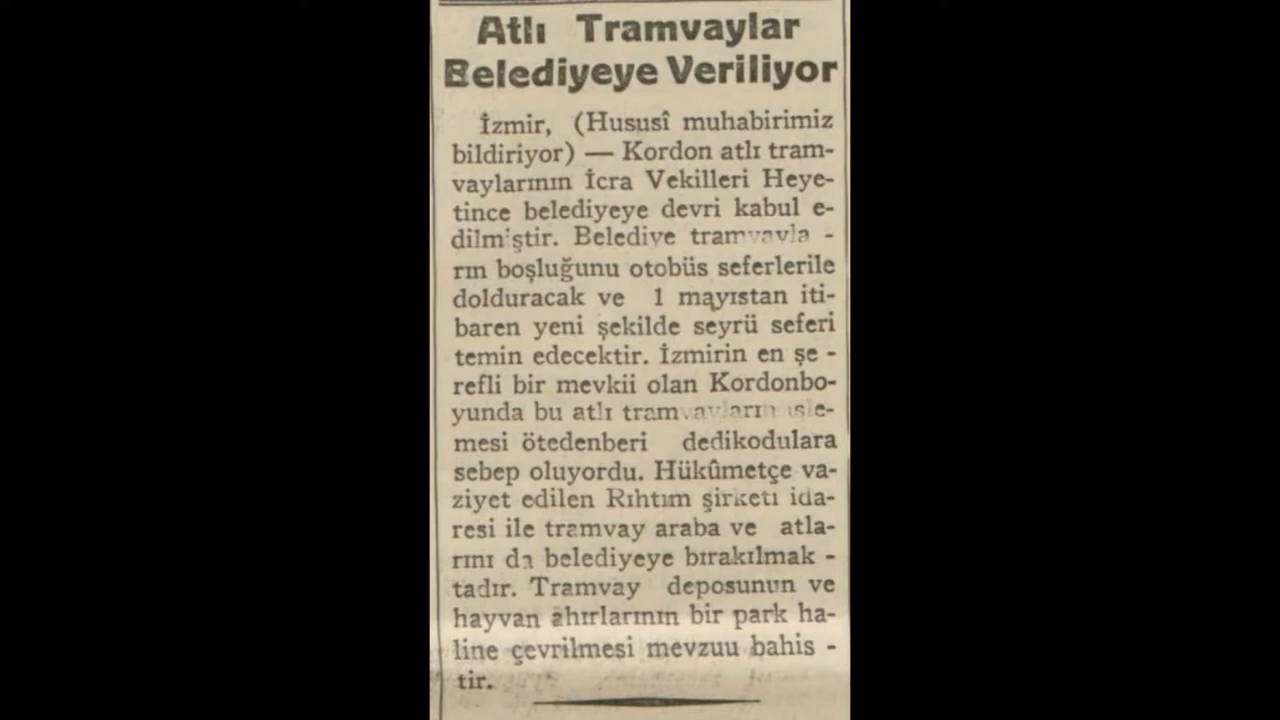 Atlı Tramvaylar
Belediyeye Veriliyor
İzmir, (Hususî muhabirimiz
bildiriyor) — Kordon atlı tram-
vaylarının İcra Vekilleri Heye-
tince belediyeye devri kabul e-
dilmiştir. Belediye tramvayla -
rın boşluğunu otobüs seferlerile
dolduracak ve 1 mayıstan iti-
baren yeni şekilde seyrü seferi
temin edecektir. İzmirin en şe -
refli bir mevkii olan Kordonbo-
yunda bu atlı tramvayların işle-
mesi ötedenberi dedikodulara
sebep oluyordu. Hükûmetçe va-
ziyet edilen Rıhtım şirketi ida-
resi ile tramvay araba ve atla-
rını da belediyeye bırakılmak -
tadır. Tramvay deposunun ve
hayvan ahırlarının bir park ha-
line çevrilmesi mevzuu bahis -
tir.